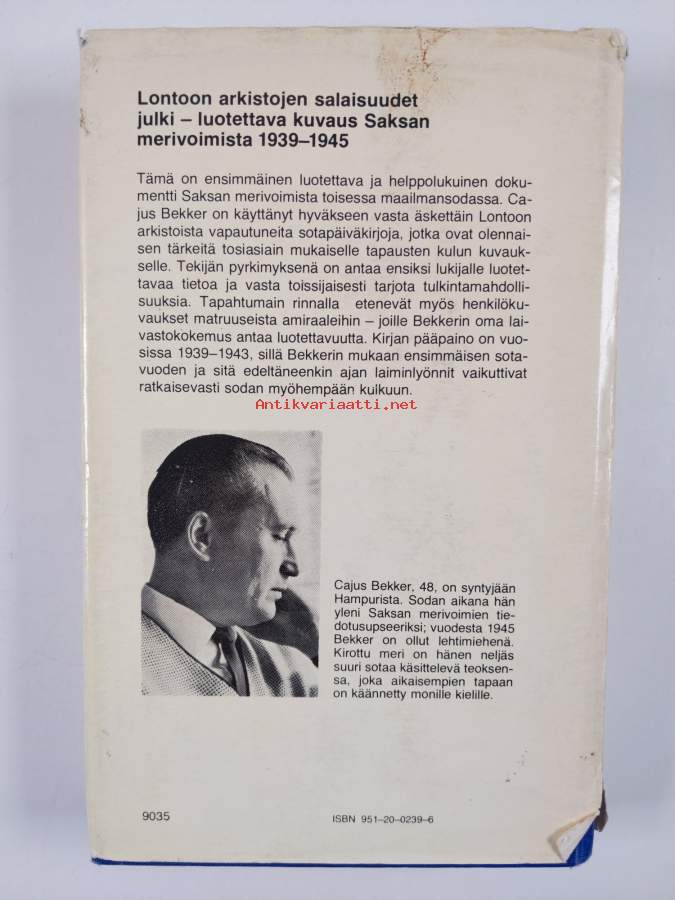 Lontoon arkistojen salaisuudet
julki – luotettava kuvaus Saksan
merivoimista 1939–1945
Tämä on ensimmäinen luotettava ja helppolukuinen doku-
mentti Saksan merivoimista toisessa maailmansodassa. Ca-
jus Bekker on käyttänyt hyväkseen vasta äskettäin Lontoon
arkistoista vapautuneita sotapäiväkirjoja, jotka ovat olennai-
sen tärkeitä tosiasiain mukaiselle tapausten kulun kuvauk-
selle. Tekijän pyrkimyksenä on antaa ensiksi lukijalle luotet-
tavaa tietoa ja vasta toissijaisesti tarjota tulkintamahdolli-
suuksia. Tapahtumain rinnalla etenevät myös henkilöku-
vaukset matruuseista amiraaleihin – joille Bekkerin oma lai-
vastokokemus antaa luotettavuutta. Kirjan pääpaino on vuo-
sissa 1939–1943, sillä Bekkerin mukaan ensimmäisen sota-
vuoden ja sitä edeltäneenkin ajan laiminlyönnit vaikuttivat
ratkaisevasti sodan myöhempään kulkuun.
Antikvariaatti.net
Cajus Bekker, 48, on syntyjään
Hampurista. Sodan aikana hän
yleni Saksan merivoimien tie-
dotusupseeriksi; vuodesta 1945
Bekker on ollut lehtimiehenä.
Kirottu meri on hänen neljäs
suuri sotaa käsittelevä teoksen-
sa, joka aikaisempien tapaan
on käännetty monille kielille.
9035
ISBN 951–20–0239–6